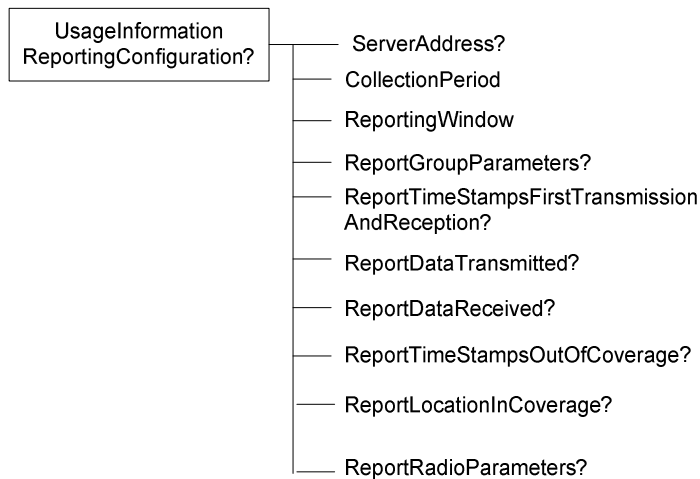 UsageInformation
ReportingConfiguration?
ServerAddress?
CollectionPeriod
ReportingWindow
ReportGroupParameters?
ReportTimeStampsFirstTransmission
AndReception?
ReportDataTransmitted?
ReportDataReceived?
ReportTimeStampsOutOfCoverage?
ReportLocationInCoverage?
ReportRadioParameters?